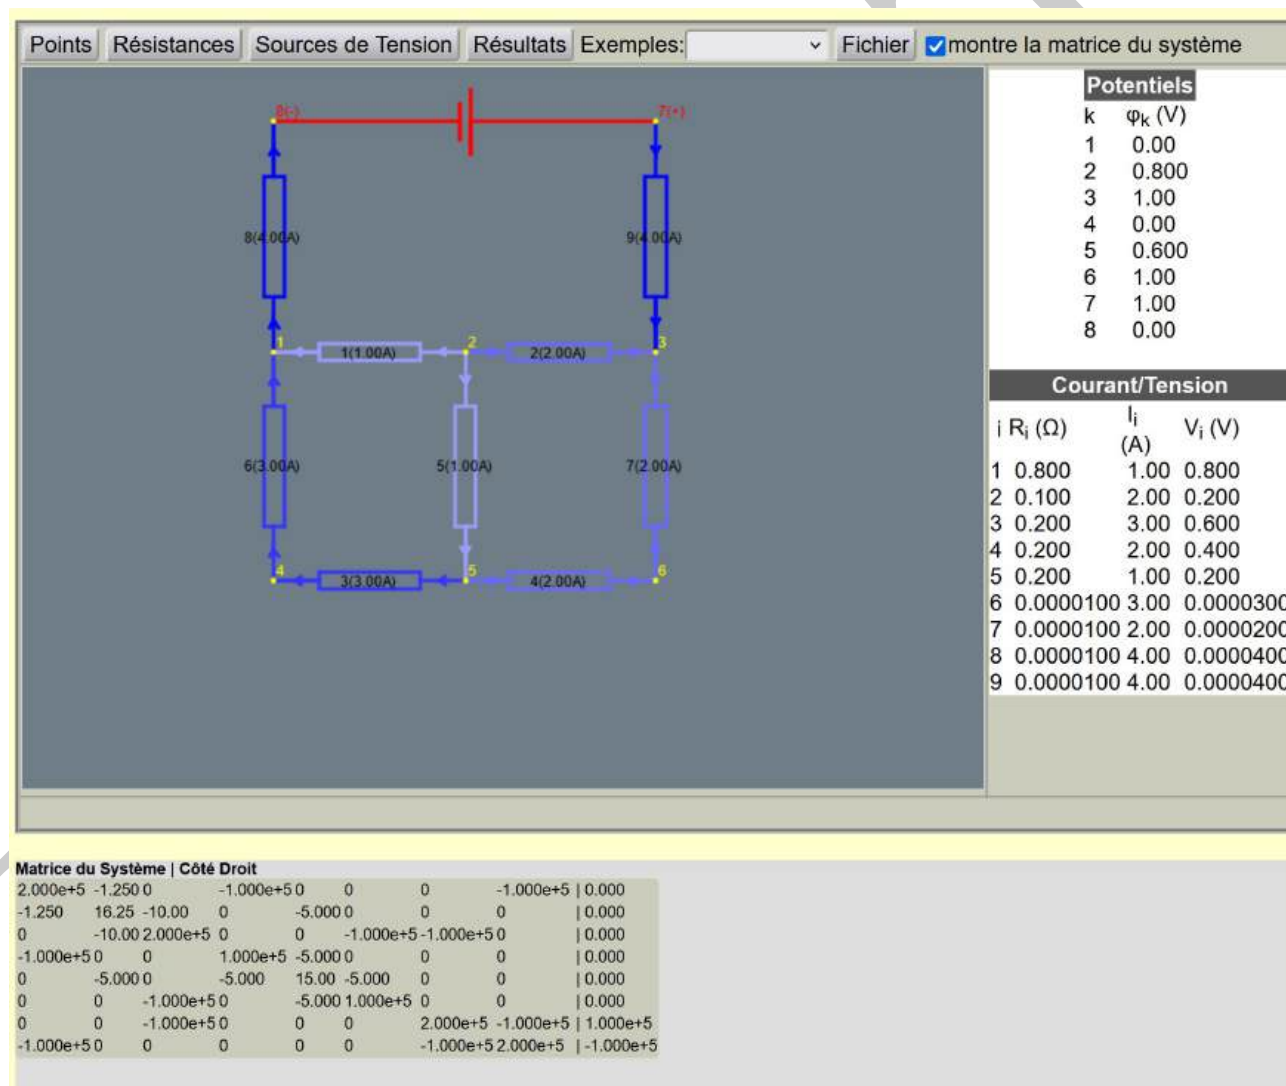 Points Résistances Sources de Tension Résultats Exemples: Fichier montre la matrice du système
8(-) 7(+)
8(4.00A) 9(4.00A)
1 2 3
1(1.00A) 2(2.00A)
6(3.00A) 5(1.00A) 7(2.00A)
4 5 6
3(3.00A) 4(2.00A)
Potentiels
k φk (V)
1 0.00
2 0.800
3 1.00
4 0.00
5 0.600
6 1.00
7 1.00
8 0.00
Courant/Tension
i Ri (Ω) Ii (A) Vi (V)
1 0.800 1.00 0.800
2 0.100 2.00 0.200
3 0.200 3.00 0.600
4 0.200 2.00 0.400
5 0.200 1.00 0.200
6 0.0000100 3.00 0.0000300
7 0.0000100 2.00 0.0000200
8 0.0000100 4.00 0.0000400
9 0.0000100 4.00 0.0000400
Matrice du Système | Côté Droit
2.000e+5 -1.250 0 -1.000e+5 0 0 0 -1.000e+5 | 0.000
-1.250 16.25 -10.00 0 -5.000 0 0 0 | 0.000
0 -10.00 2.000e+5 0 0 -1.000e+5 -1.000e+5 0 | 0.000
-1.000e+5 0 0 1.000e+5 -5.000 0 0 0 | 0.000
0 -5.000 0 -5.000 15.00 -5.000 0 0 | 0.000
0 0 -1.000e+5 0 -5.000 1.000e+5 0 0 | 0.000
0 0 -1.000e+5 0 0 0 2.000e+5 -1.000e+5 | 1.000e+5
-1.000e+5 0 0 0 0 0 -1.000e+5 2.000e+5 | -1.000e+5